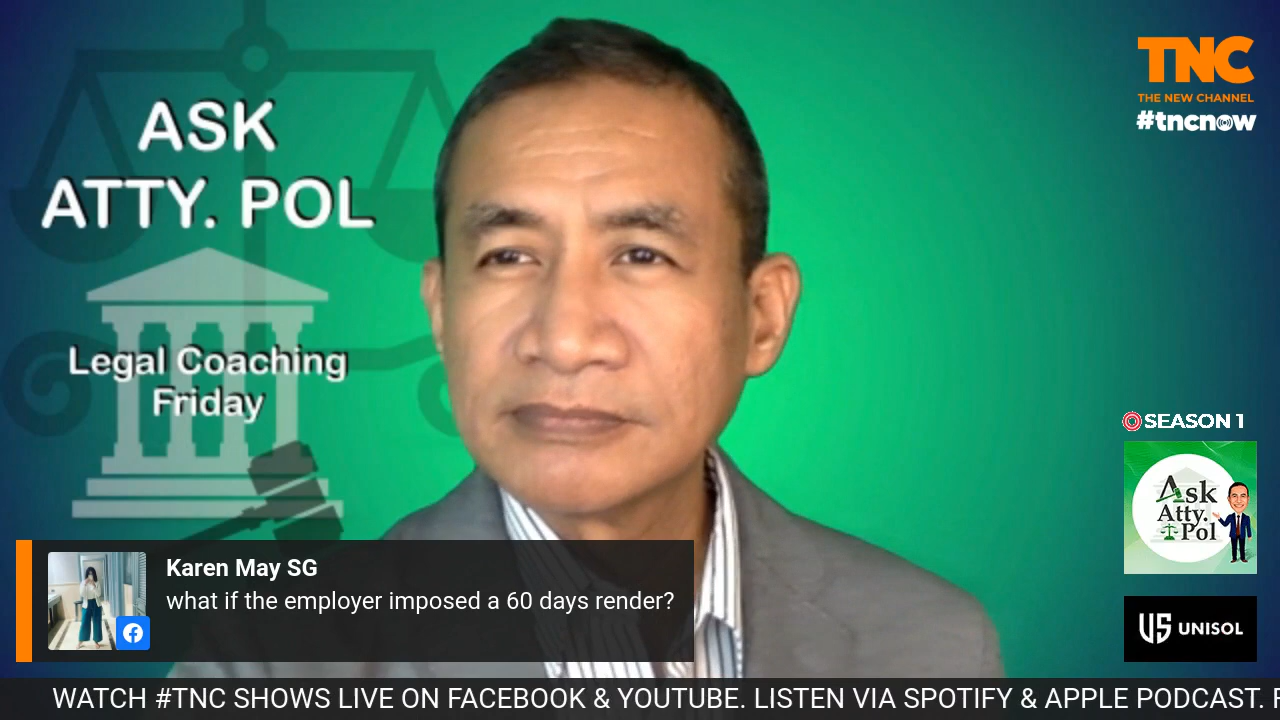 ASK
ATTY. POL
Legal Coaching
Friday
TNC
THE NEW CHANNEL
#tncnow
SEASON 1
Ask
Atty.
Pol
UNISOL
Karen May SG
what if the employer imposed a 60 days render?
WATCH #TNC SHOWS LIVE ON FACEBOOK & YOUTUBE. LISTEN VIA SPOTIFY & APPLE PODCAST.